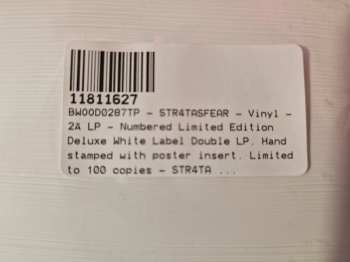 11811627
BW00D0287TP - STR4TASFEAR - Vinyl -
2A LP - Numbered Limited Edition
Deluxe White Label Double LP. Hand
stamped with poster insert. Limited
to 100 copies - STR4TA ...